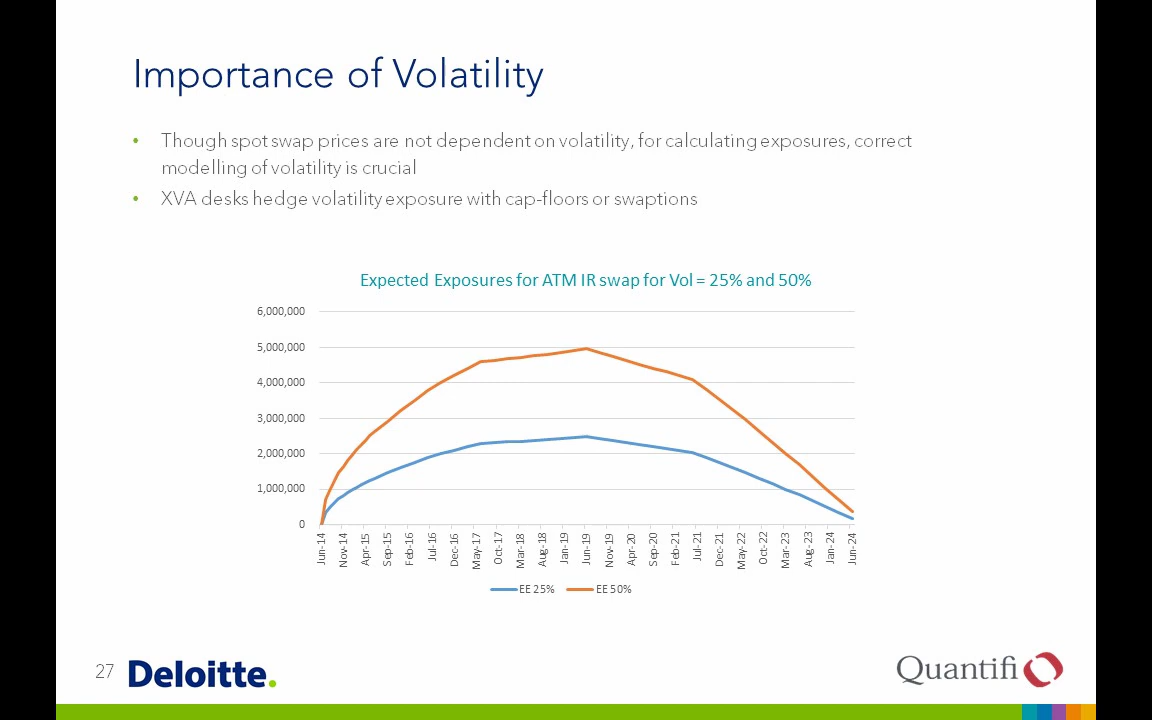 Importance of Volatility
• Though spot swap prices are not dependent on volatility, for calculating exposures, correct
modelling of volatility is crucial
• XVA desks hedge volatility exposure with cap-floors or swaptions
Expected Exposures for ATM IR swap for Vol = 25% and 50%
6,000,000
5,000,000
4,000,000
3,000,000
2,000,000
1,000,000
0
Jun-14 Nov-14 Apr-15 Sep-15 Feb-16 Jul-16 Dec-16 May-17 Oct-17 Mar-18 Aug-18 Jan-19 Jun-19 Nov-19 Apr-20 Sep-20 Feb-21 Jul-21 Dec-21 May-22 Oct-22 Mar-23 Aug-23 Jan-24 Jun-24
EE 25% EE 50%
27 Deloitte. Quantifi